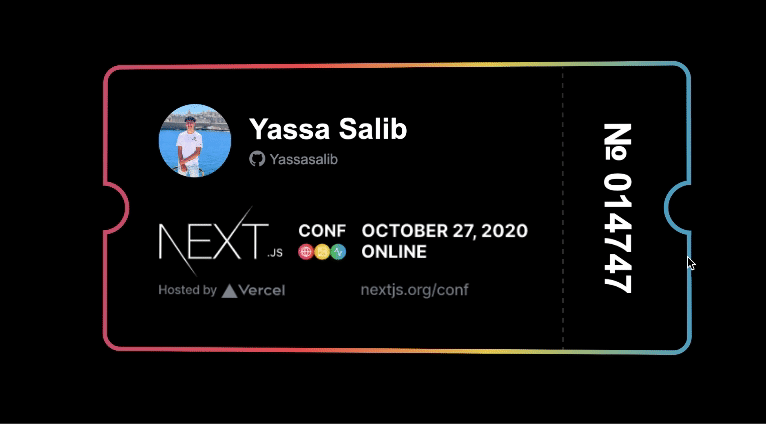 Yassa Salib
Yassasalib
NEXT.JS
CONF
OCTOBER 27, 2020
ONLINE
Hosted by Vercel
nextjs.org/conf
№ 014747